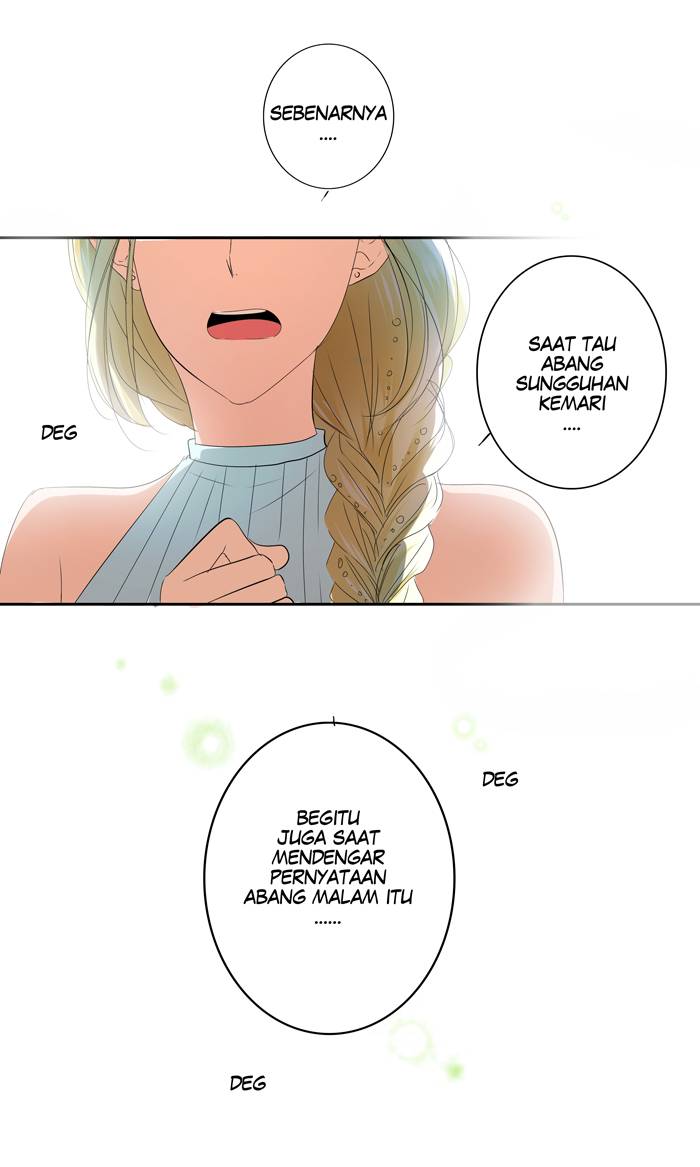 SEBENARNYA
....
SAAT TAU
ABANG
SUNGGUHAN
KEMARI
....
DEG
DEG
BEGITU
JUGA SAAT
MENDENGAR
PERNYATAAN
ABANG MALAM ITU
......
DEG